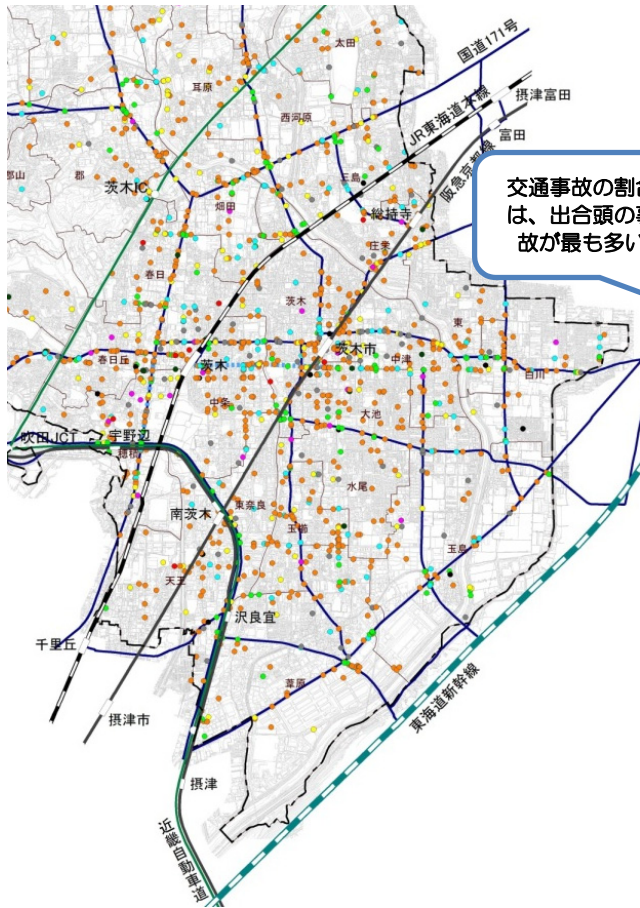 太田
国道171号
耳原
西河原
JR東海道本線
摂津富田
富田
阪急京都線
郡山
郡
茨木IC
三島
畑田
総持寺
庄栄
交通事故の割合
は、出合頭の事
故が最も多い
春日
茨木
東
春日丘
茨木
茨木市
中津
白川
中条
大池
吹田JCT
宇野辺
穂積
水尾
東奈良
南茨木
玉櫛
玉島
天王
沢良宜
千里丘
葦原
摂津市
東海道新幹線
摂津
近畿自動車道